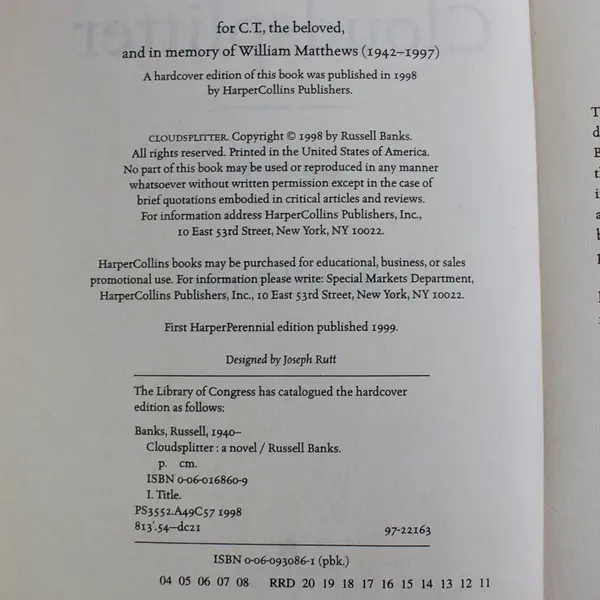 for C.T., the beloved,
and in memory of William Matthews (1942–1997)
A hardcover edition of this book was published in 1998
by HarperCollins Publishers.
CLOUDSPLITTER. Copyright © 1998 by Russell Banks.
All rights reserved. Printed in the United States of America.
No part of this book may be used or reproduced in any manner
whatsoever without written permission except in the case of
brief quotations embodied in critical articles and reviews.
For information address HarperCollins Publishers, Inc.,
10 East 53rd Street, New York, NY 10022.
HarperCollins books may be purchased for educational, business, or sales
promotional use. For information please write: Special Markets Department,
HarperCollins Publishers, Inc., 10 East 53rd Street, New York, NY 10022.
First HarperPerennial edition published 1999.
Designed by Joseph Rutt
The Library of Congress has catalogued the hardcover
edition as follows:
Banks, Russell, 1940–
Cloudsplitter : a novel / Russell Banks.
p. cm.
ISBN 0-06-016860-9
I. Title.
PS3552.A49C57 1998
813'.54—dc21 97-22163
ISBN 0-06-093086-1 (pbk.)
04 05 06 07 08 RRD 20 19 18 17 16 15 14 13 12 11